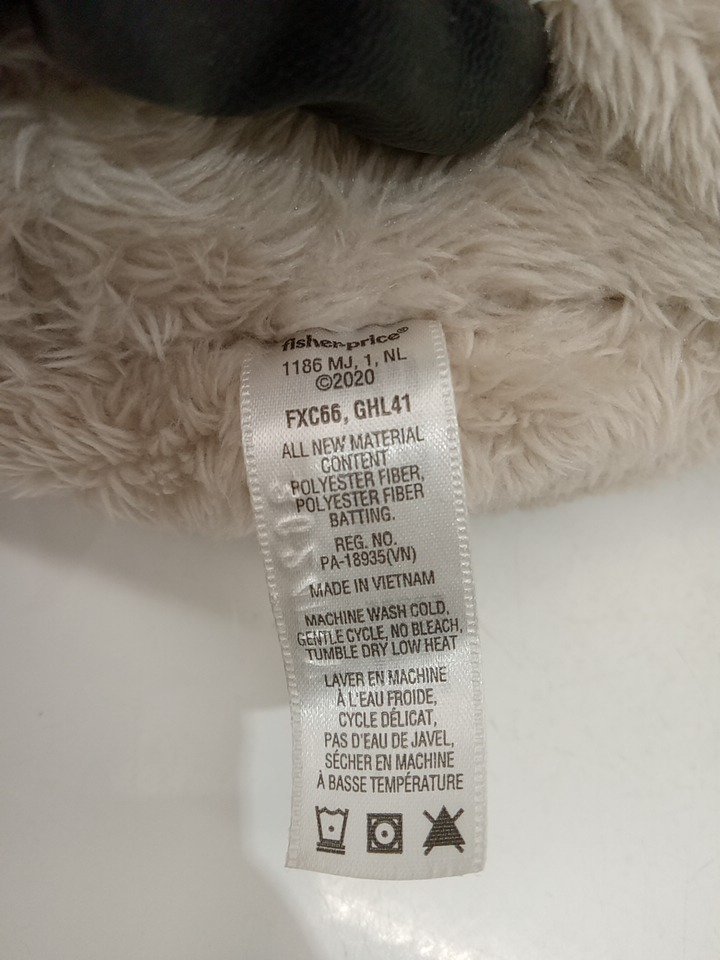 fisher-price®
1186 MJ, 1, NL
©2020
FXC66, GHL41
ALL NEW MATERIAL
CONTENT
POLYESTER FIBER,
POLYESTER FIBER
BATTING.
REG. NO.
PA-18935(VN)
MADE IN VIETNAM
MACHINE WASH COLD,
GENTLE CYCLE, NO BLEACH,
TUMBLE DRY LOW HEAT
LAVER EN MACHINE
À L'EAU FROIDE,
CYCLE DÉLICAT,
PAS D'EAU DE JAVEL,
SÉCHER EN MACHINE
À BASSE TEMPÉRATURE